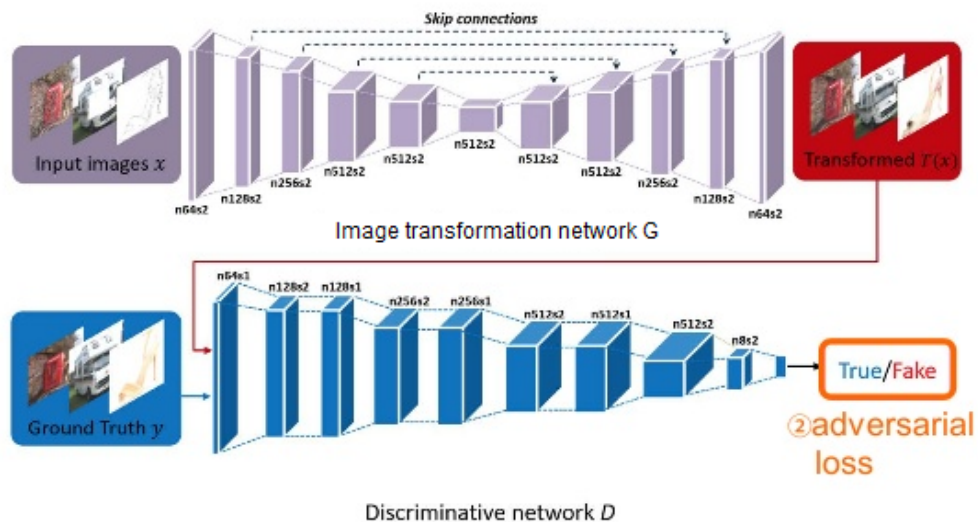 Skip connections
Input images x
n64s2
n128s2
n256s2
n512s2
n512s2
n512s2
n512s2
n512s2
n256s2
n128s2
n64s2
Transformed T(x)
Image transformation network G
n64s1
n128s2
n128s1
n256s2
n256s1
n512s2
n512s1
n512s2
n8s2
Ground Truth y
True/Fake
②adversarial
loss
Discriminative network D